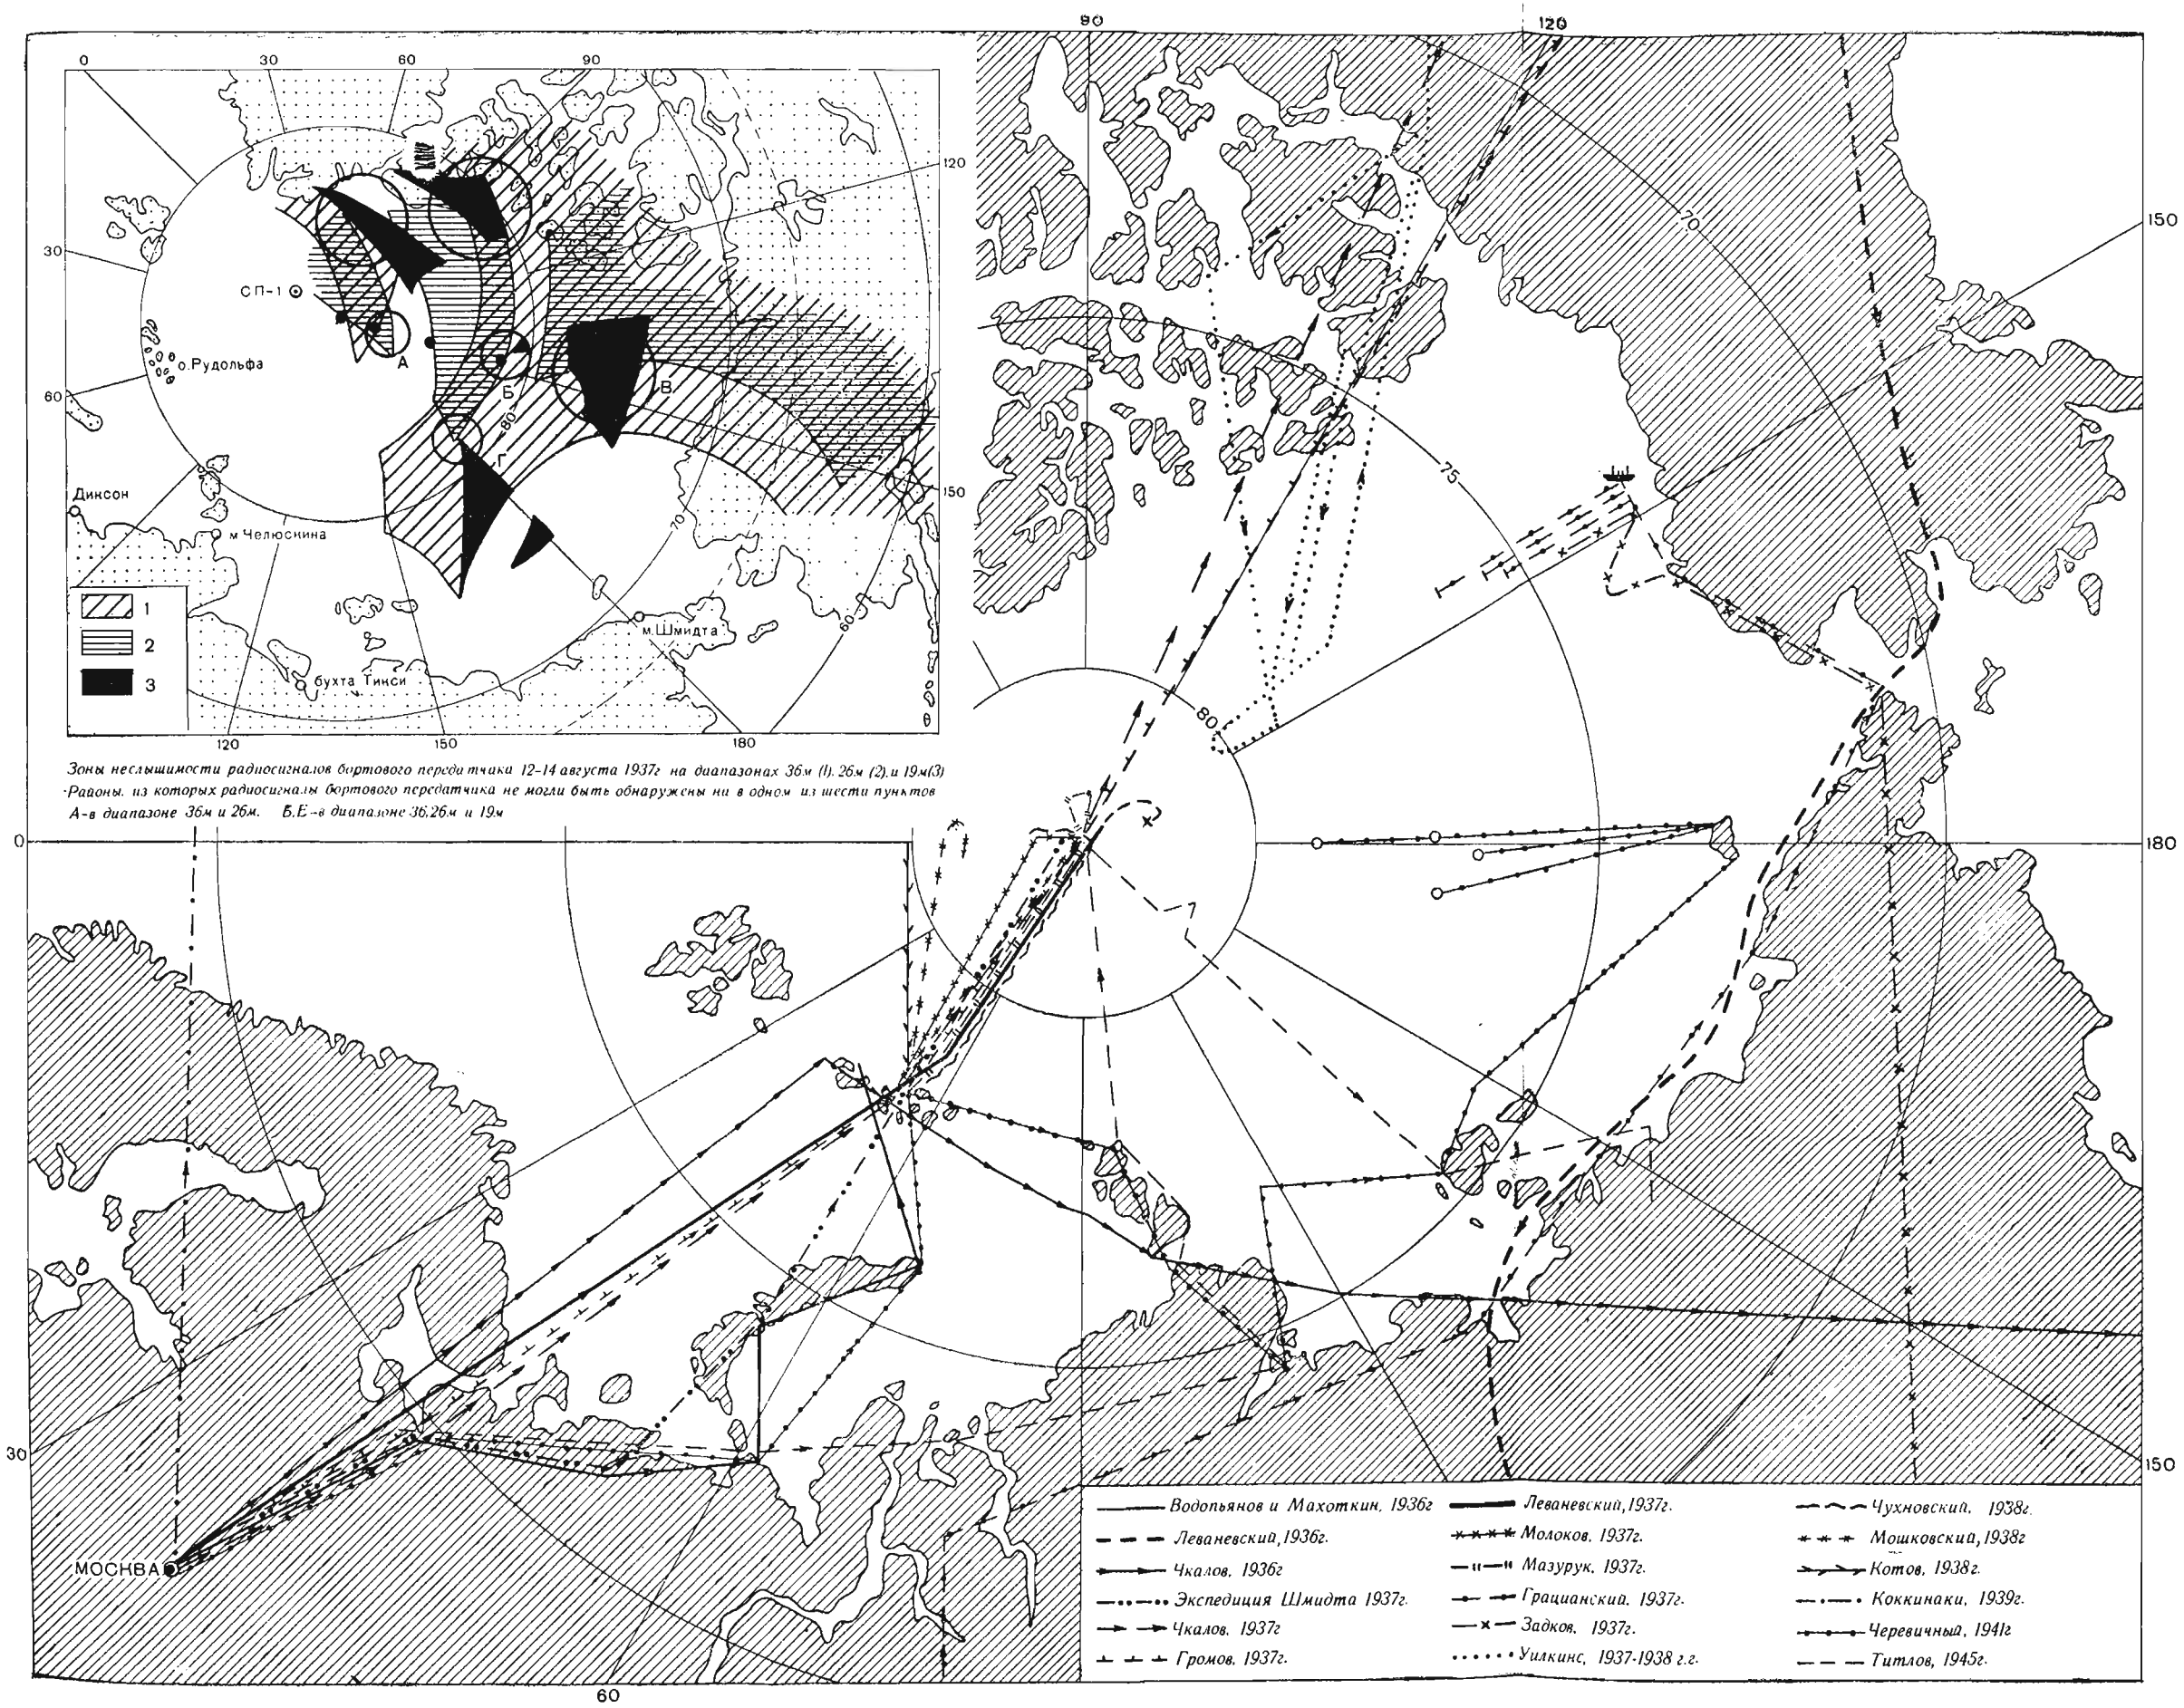 90
120
0
30
60
90
120
150
70
30
СП-1
А
о.Рудольфа
Б
В
60
80
75
Г
Диксон
150
70
м Челюскина
1
м.Шмидта
60
2
бухта Тикси
3
80
120
150
180
Зоны неслышимости радиосигналов бортового передатчика 12-14 августа 1937г на диапазонах 36м (1), 26м (2), и 19м(3)
-Районы, из которых радиосигналы бортового передатчика не могли быть обнаружены ни в одном из шести пунктов
А-в диапазоне 36м и 26м. Б,Е-в диапазоне 36,26м и 19м
0
180
30
150
Водопьянов и Махоткин, 1936г
Леваневский, 1937г.
Чухновский, 1938г.
Леваневский, 1936г.
Молоков, 1937г.
Мошковский, 1938г
МОСКВА
Чкалов, 1936г
Мазурук, 1937г.
Котов, 1938г.
Экспедиция Шмидта 1937г.
Грацианский, 1937г.
Коккинаки, 1939г.
Чкалов, 1937г
Задков, 1937г.
Черевичный, 1941г
Громов, 1937г.
Уилкинс, 1937-1938 г.г.
Титлов, 1945г.
60